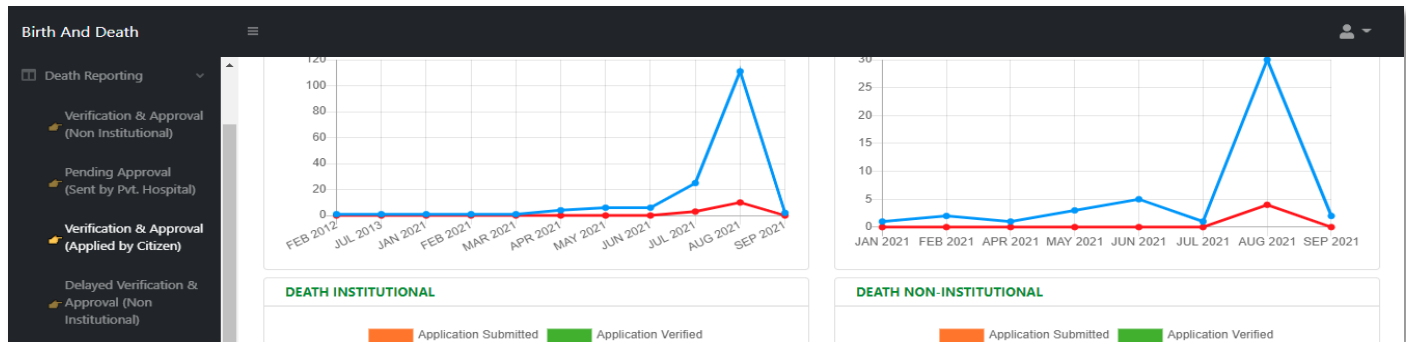 Birth And Death
Death Reporting
Verification & Approval
(Non Institutional)
Pending Approval
(Sent by Pvt. Hospital)
Verification & Approval
(Applied by Citizen)
Delayed Verification &
Approval (Non
Institutional)
120
100
80
60
40
20
0
FEB 2012
JUL 2013
JAN 2021
FEB 2021
MAR 2021
APR 2021
MAY 2021
JUN 2021
JUL 2021
AUG 2021
SEP 2021
30
25
20
15
10
5
0
JAN 2021 FEB 2021 APR 2021 MAY 2021 JUN 2021 JUL 2021 AUG 2021 SEP 2021
DEATH INSTITUTIONAL
Application Submitted Application Verified
DEATH NON-INSTITUTIONAL
Application Submitted Application Verified